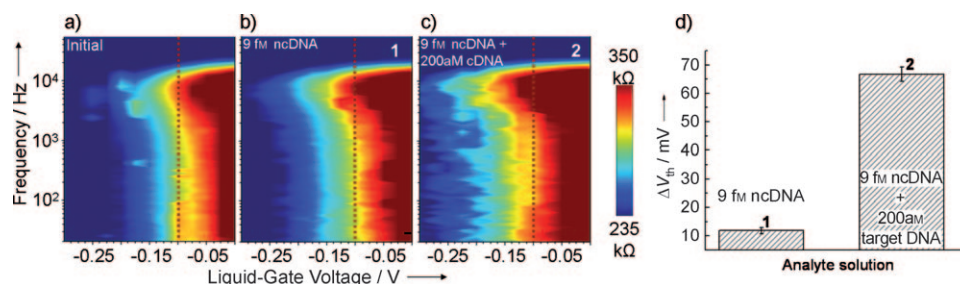 a)
b)
c)
d)
Initial
9 fM ncDNA
1
9 fM ncDNA +
200aM cDNA
2
Frequency / Hz
10⁴
10³
10²
-0.25
-0.15
-0.05
-0.25
-0.15
-0.05
-0.25
-0.15
-0.05
Liquid-Gate Voltage / V
350
kΩ
235
kΩ
ΔVth / mV
70
60
50
40
30
20
10
9 fM ncDNA
1
2
9 fM ncDNA
+
200aM
target DNA
Analyte solution